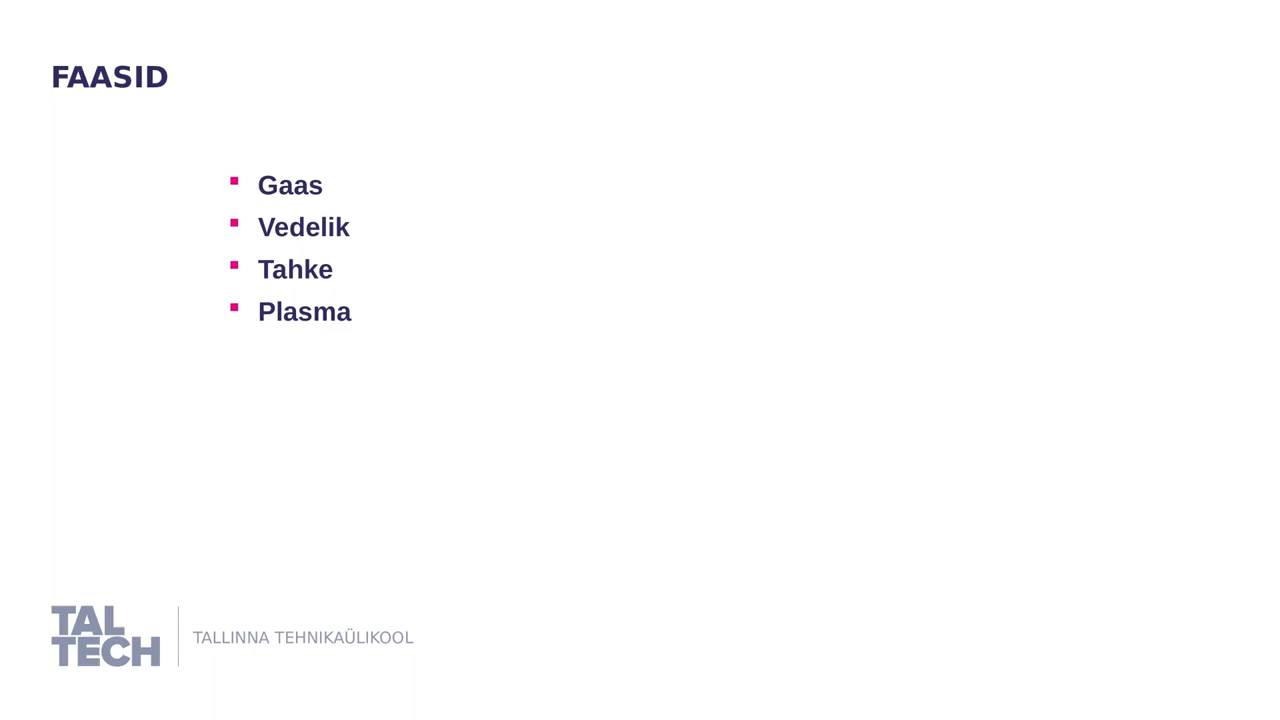 FAASID
Gaas
Vedelik
Tahke
Plasma
TAL
TECH
TALLINNA TEHNIKAÜLIKOOL